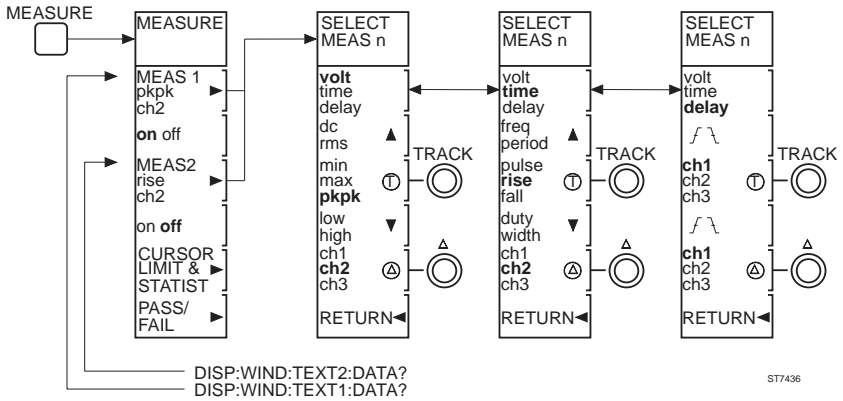 MEASURE
MEASURE
MEAS 1
pkpk
ch2
on off
MEAS2
rise
ch2
on off
CURSOR
LIMIT &
STATIST
PASS/
FAIL
SELECT
MEAS n
volt
time
delay
dc
rms
min
max
pkpk
low
high
ch1
ch2
ch3
RETURN
T
TRACK
Δ
Δ
SELECT
MEAS n
volt
time
delay
freq
period
pulse
rise
fall
duty
width
ch1
ch2
ch3
RETURN
T
TRACK
Δ
Δ
SELECT
MEAS n
volt
time
delay
ch1
ch2
ch3
ch1
ch2
ch3
RETURN
T
TRACK
Δ
Δ
DISP:WIND:TEXT2:DATA?
DISP:WIND:TEXT1:DATA?
ST7436